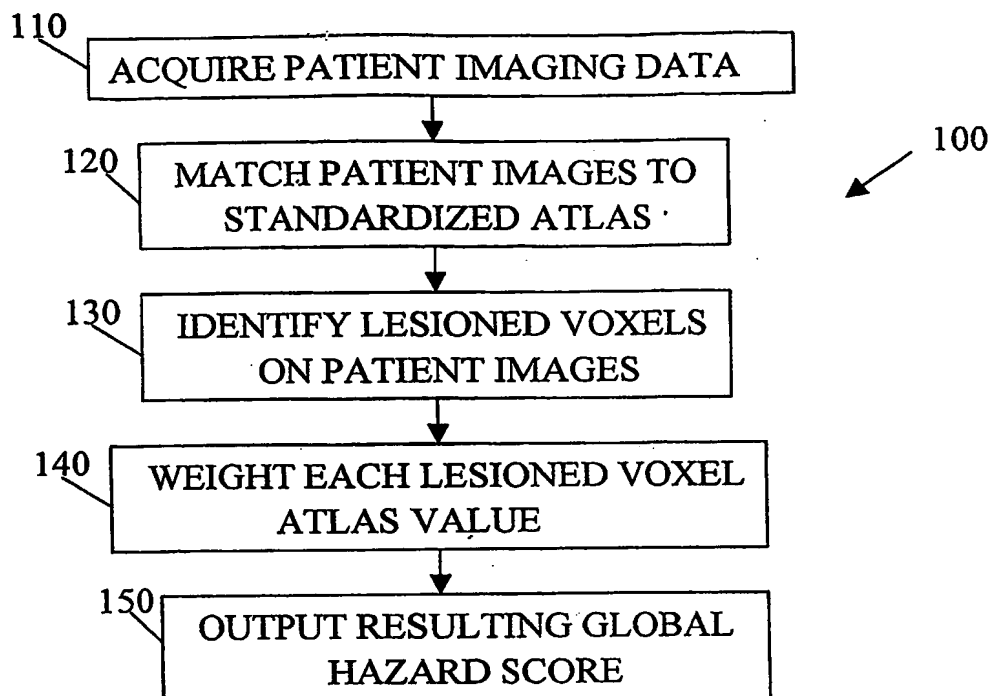 110
ACQUIRE PATIENT IMAGING DATA
100
120
MATCH PATIENT IMAGES TO
STANDARDIZED ATLAS
130
IDENTIFY LESIONED VOXELS
ON PATIENT IMAGES
140
WEIGHT EACH LESIONED VOXEL
ATLAS VALUE
150
OUTPUT RESULTING GLOBAL
HAZARD SCORE